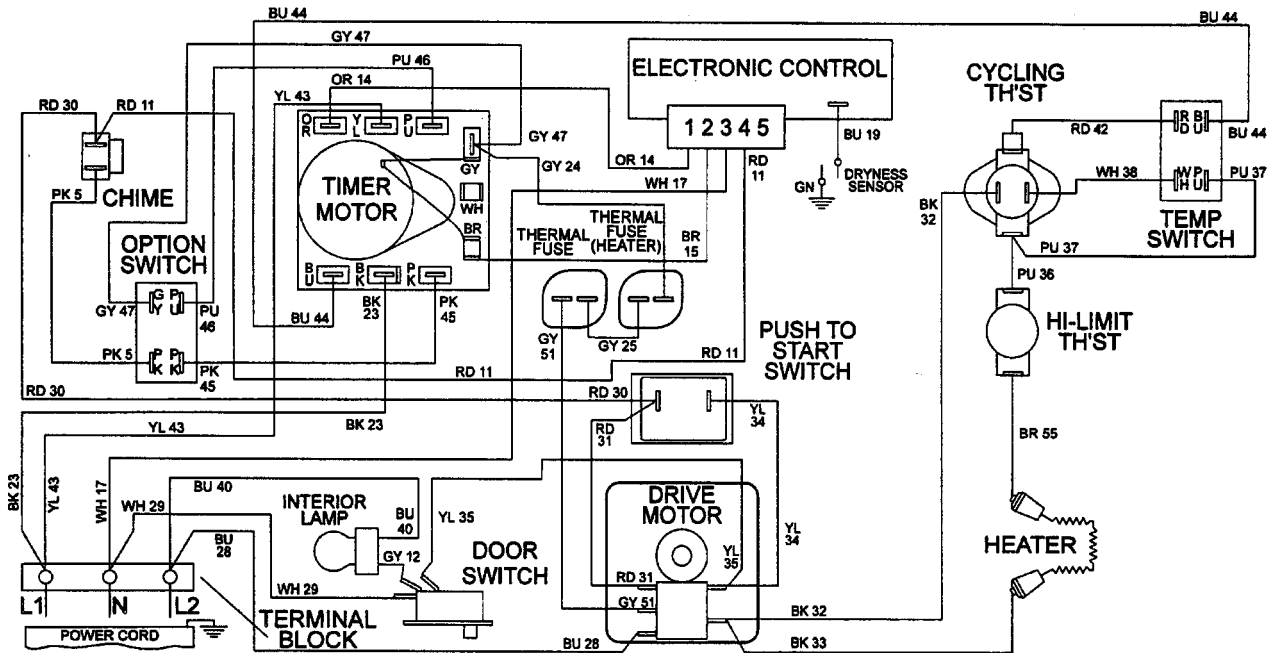 BU 44
BU 44
GY 47
PU 46
OR 14
YL 43
RD 30
RD 11
ELECTRONIC CONTROL
CYCLING
TH'ST
OR
YL
PU
1 2 3 4 5
RD BU
RD 42
BU 44
GY 47
GY 24
BU 19
OR 14
RD
11
WH 17
GN
DRYNESS
SENSOR
CHIME
PK 5
TIMER
MOTOR
GY
WH
BR
WH 38
WH PU
PU 37
BK
32
TEMP
SWITCH
PU 37
OPTION
SWITCH
THERMAL
FUSE
THERMAL
FUSE
(HEATER)
BR
15
BU
BK
PK
GY PU
GY 47
PU
46
BU 44
BK
23
PK
45
PU 36
HI-LIMIT
TH'ST
GY
51
GY 25
PUSH TO
START
SWITCH
PK 5
PK PK
PK
45
RD 11
RD 11
RD 30
RD 30
BK 23
YL 43
RD
31
YL
34
BR 55
BK 23
YL 43
WH 17
WH 29
BU 40
BU
28
INTERIOR
LAMP
BU
40
YL 35
GY 12
DOOR
SWITCH
DRIVE
MOTOR
YL
35
YL
34
HEATER
WH 29
RD 31
GY 51
BK 32
L1
N
L2
TERMINAL
BLOCK
POWER CORD
BU 28
BK 33